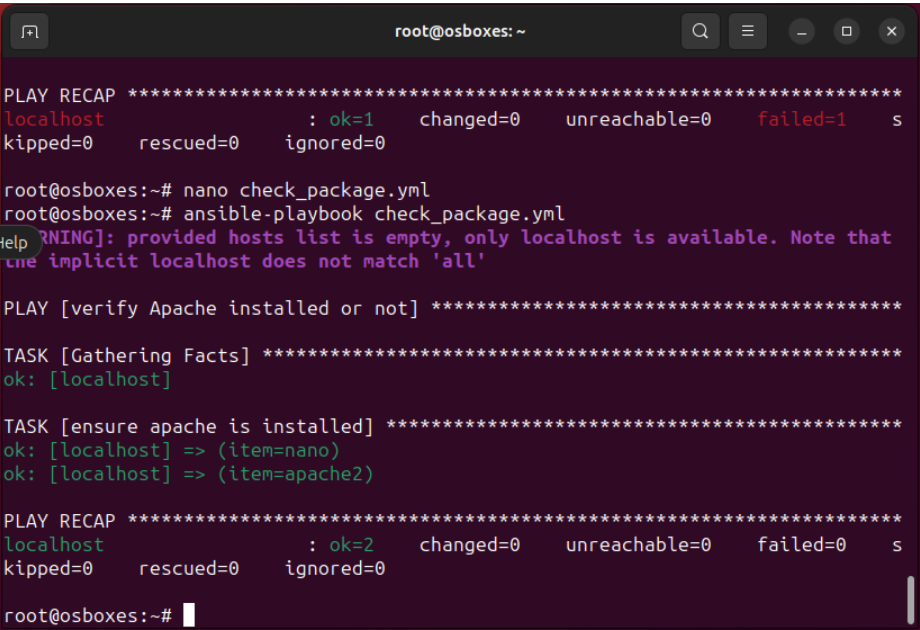 root@osboxes: ~
PLAY RECAP *********************************************************************
localhost                  : ok=1    changed=0    unreachable=0    failed=1    s
kipped=0    rescued=0    ignored=0
root@osboxes:~# nano check_package.yml
root@osboxes:~# ansible-playbook check_package.yml
Help RNING]: provided hosts list is empty, only localhost is available. Note that
the implicit localhost does not match 'all'
PLAY [verify Apache installed or not] ******************************************
TASK [Gathering Facts] *********************************************************
ok: [localhost]
TASK [ensure apache is installed] **********************************************
ok: [localhost] => (item=nano)
ok: [localhost] => (item=apache2)
PLAY RECAP *********************************************************************
localhost                  : ok=2    changed=0    unreachable=0    failed=0    s
kipped=0    rescued=0    ignored=0
root@osboxes:~#